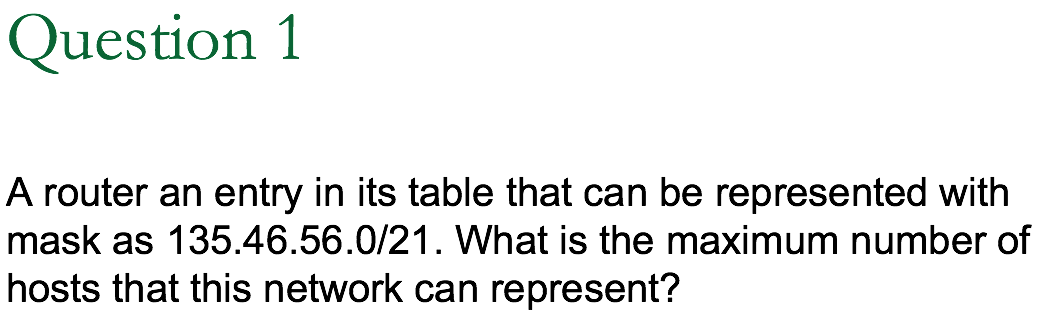 Question 1
A router an entry in its table that can be represented with
mask as 135.46.56.0/21. What is the maximum number of
hosts that this network can represent?